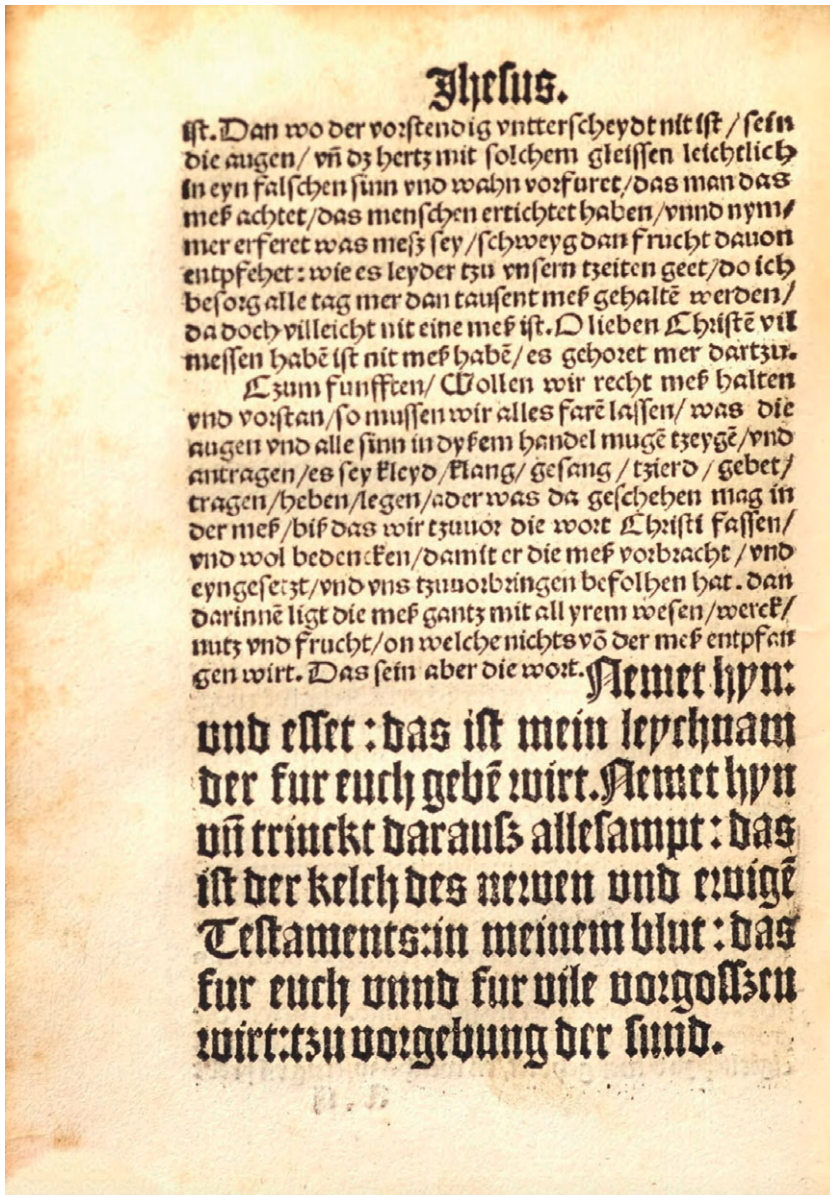 Jhesus.
ist. Dan wo der vorstendig vntterscheydt nit ist / sein
die augen / vñ dz hertz mit solchem gleissen leichtlich
in eyn falschen sinn vnd wahn vorfuret / das man das
meß achtet / das menschen ertichtet haben / vnnd nym⸗
mer erferet was mesz sey / schweyg dan frucht dauon
entpfehet : wie es leyder tzu vnsern tzeiten geet / do ich
besorg alle tag mer dan tausent meß gehaltē werden /
da doch villeicht nit eine meß ist. O lieben Christē vil
messen habē ist nit meß habē / es gehoret mer dartzu.
Czum funfften / Wollen wir recht meß halten
vnd vorstan / so mussen wir alles farē lassen / was die
augen vnd alle sinn in dyßem handel mugē tzeygē / vnd
antragen / es sey kleyd / klang / gesang / tzierd / gebet /
tragen / heben / legen / ader was da geschehen mag in
der meß / biß das wir tzuuor die wort Christi fassen /
vnd wol bedencken / damit er die meß vorbracht / vnd
eyngesetzt / vnd vns tzuuorbringen befolhen hat. dan
darinnē ligt die meß gantz mit all yrem wesen / werck /
nutz vnd frucht / on welche nichts vō der meß entpfan
gen wirt. Das sein aber die wort. Nemet hyn:
vnd esset : das ist mein leychnam
der fur euch gebē wirt. Nemet hyn
vñ trinckt darausz allesampt : das
ist der kelch des newen vnd ewigē
Testaments: in meinem blut : das
fur euch vnnd fur vile vorgosszen
wirt: tzu vorgebung der sund.